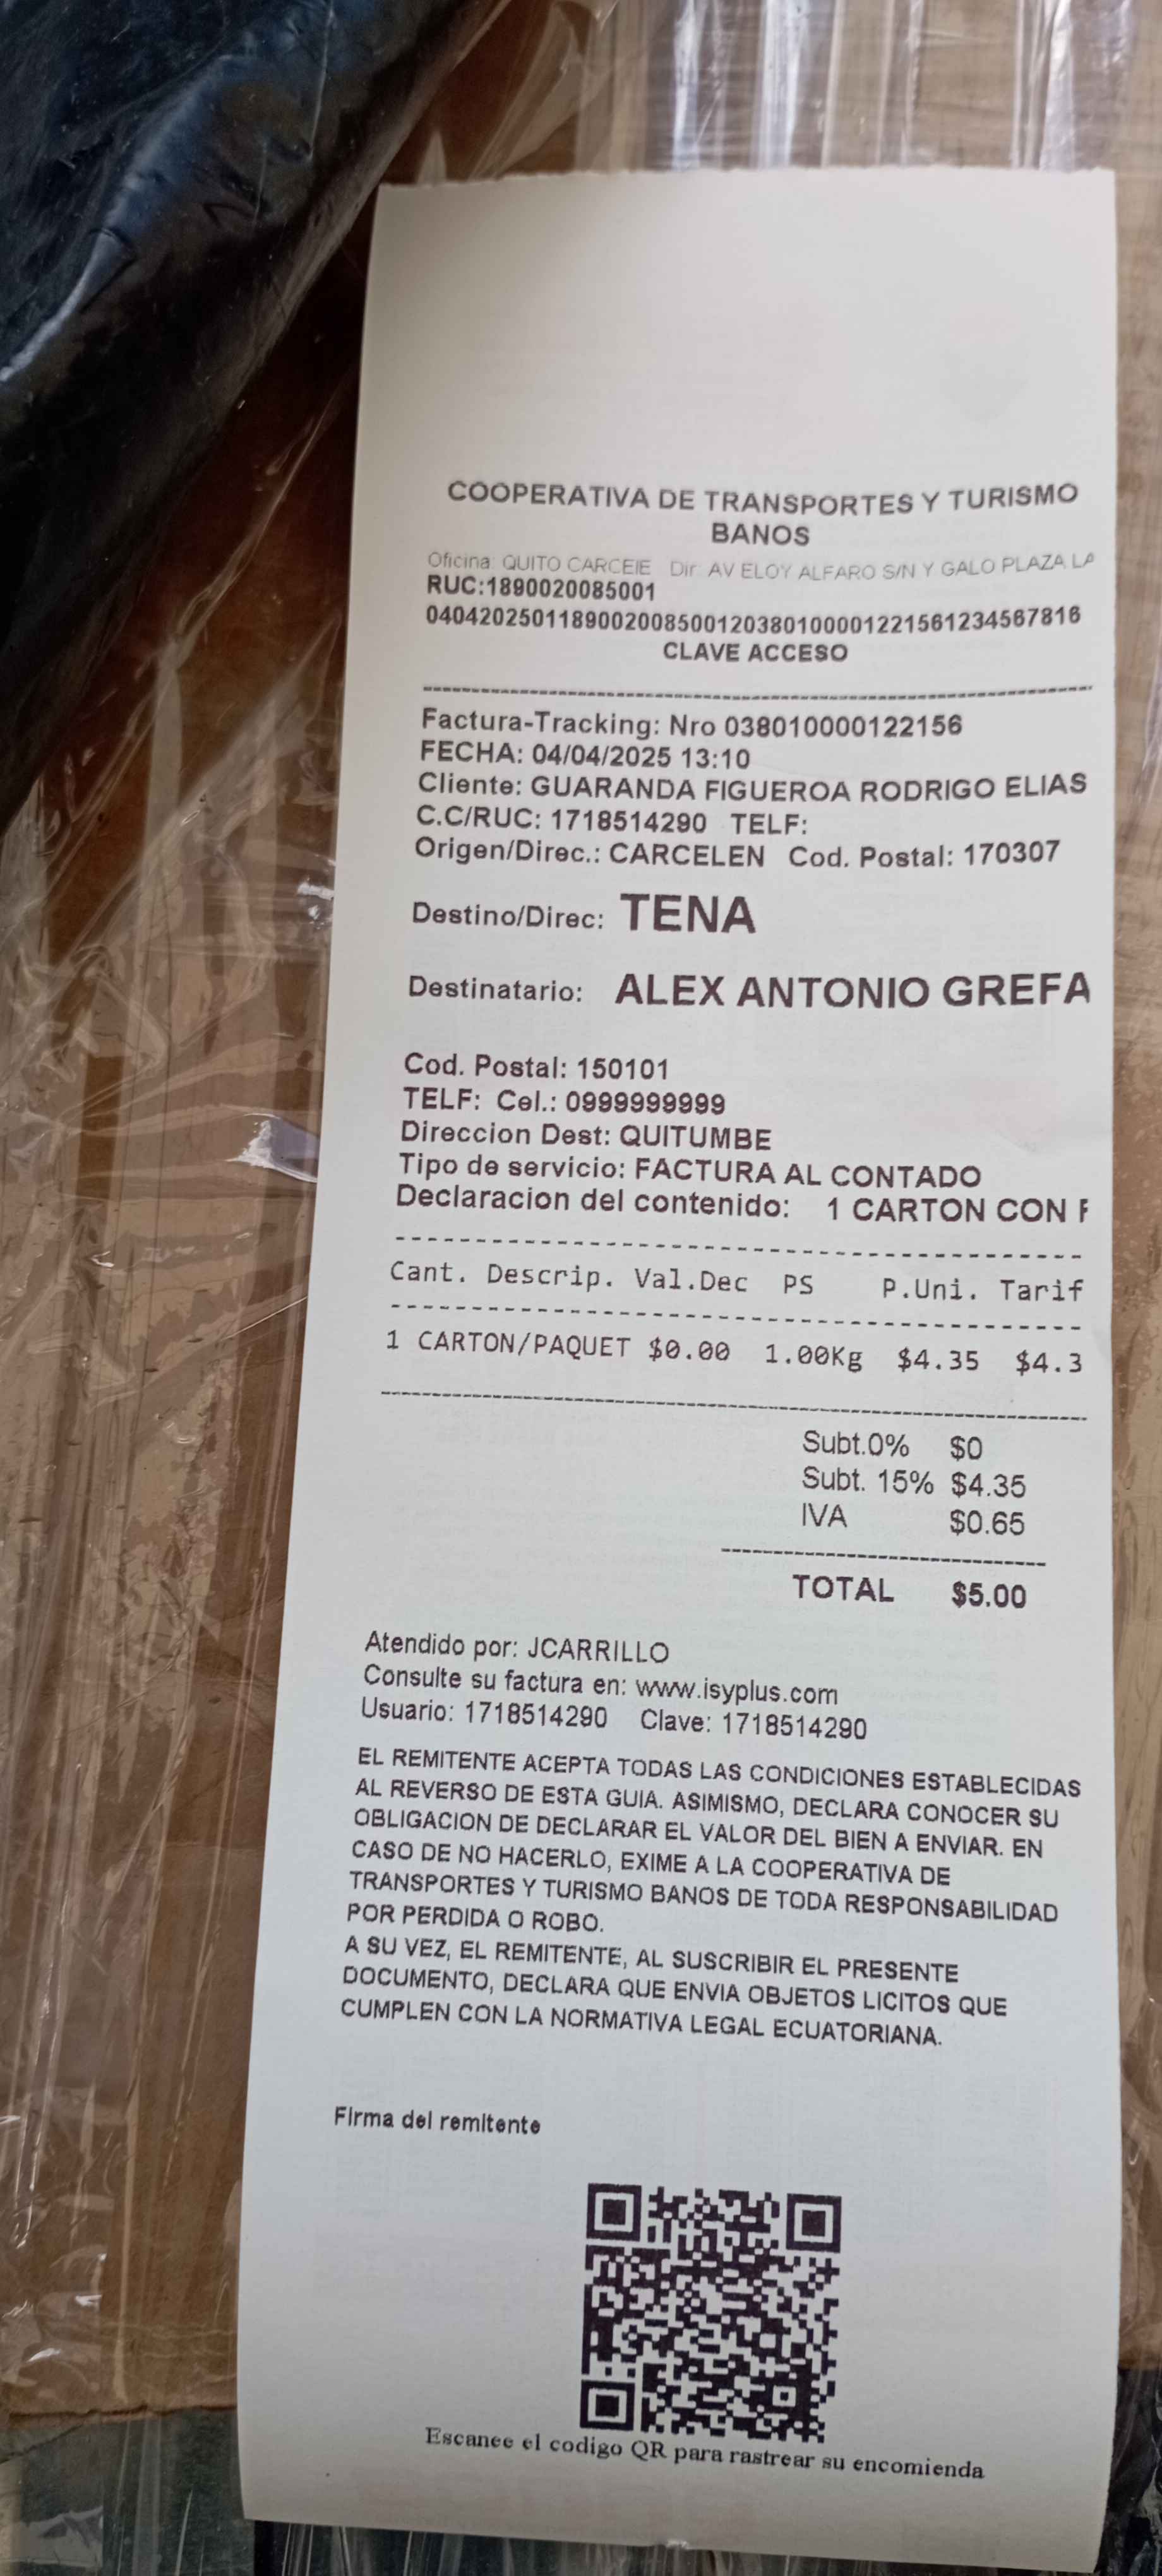 COOPERATIVA DE TRANSPORTES Y TURISMO
BANOS
Oficina: QUITO CARCEIE Dir: AV ELOY ALFARO S/N Y GALO PLAZA LA
RUC:1890020085001
0404202501189002008500120380100001221561234567816
CLAVE ACCESO
Factura-Tracking: Nro 038010000122156
FECHA: 04/04/2025 13:10
Cliente: GUARANDA FIGUEROA RODRIGO ELIAS
C.C/RUC: 1718514290 TELF:
Origen/Direc.: CARCELEN Cod. Postal: 170307
Destino/Direc: TENA
Destinatario: ALEX ANTONIO GREFA
Cod. Postal: 150101
TELF: Cel.: 0999999999
Direccion Dest: QUITUMBE
Tipo de servicio: FACTURA AL CONTADO
Declaracion del contenido: 1 CARTON CON
Cant. Descrip. Val.Dec PS P.Uni. Tarif
1 CARTON/PAQUET $0.00 1.00Kg $4.35 $4.3
Subt.0% $0
Subt. 15% $4.35
IVA $0.65
TOTAL $5.00
Atendido por: JCARRILLO
Consulte su factura en: www.isyplus.com
Usuario: 1718514290 Clave: 1718514290
EL REMITENTE ACEPTA TODAS LAS CONDICIONES ESTABLECIDAS
AL REVERSO DE ESTA GUIA. ASIMISMO, DECLARA CONOCER SU
OBLIGACION DE DECLARAR EL VALOR DEL BIEN A ENVIAR. EN
CASO DE NO HACERLO, EXIME A LA COOPERATIVA DE
TRANSPORTES Y TURISMO BANOS DE TODA RESPONSABILIDAD
POR PERDIDA O ROBO.
A SU VEZ, EL REMITENTE, AL SUSCRIBIR EL PRESENTE
DOCUMENTO, DECLARA QUE ENVIA OBJETOS LICITOS QUE
CUMPLEN CON LA NORMATIVA LEGAL ECUATORIANA.
Firma del remitente
Escanee el codigo QR para rastrear su encomienda